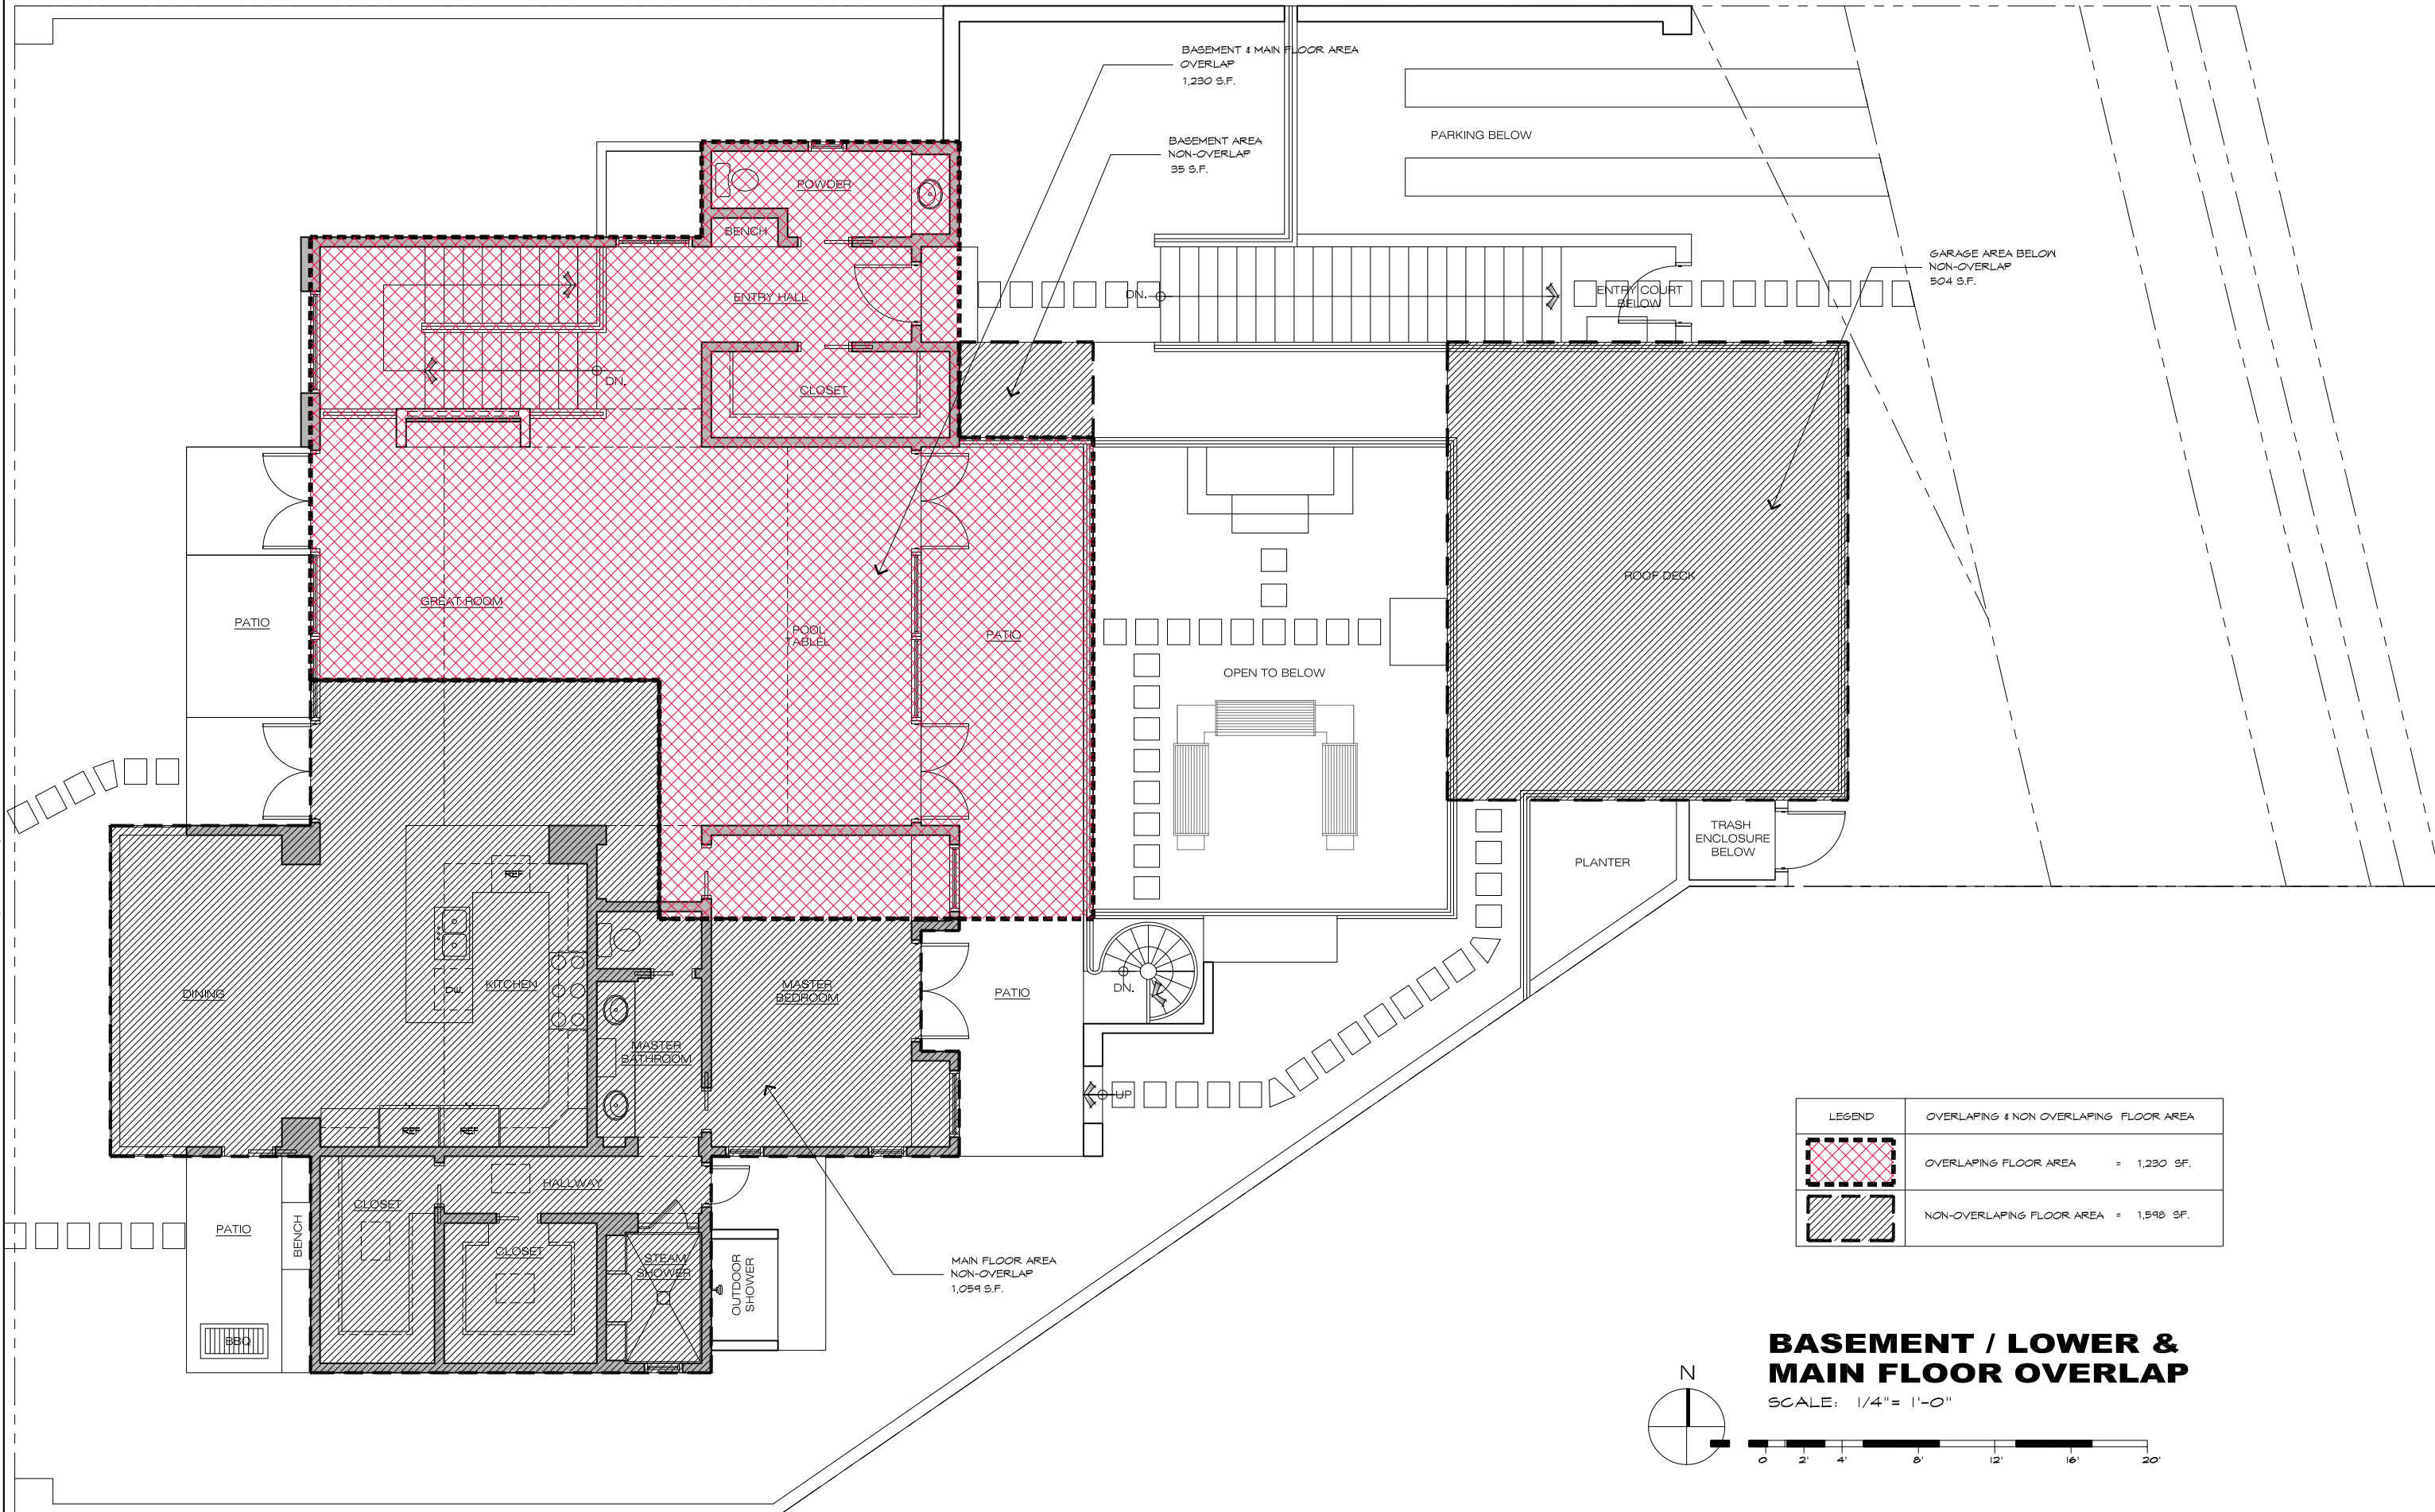 BASEMENT & MAIN FLOOR AREA
OVERLAP
1,230 S.F.
BASEMENT AREA
NON-OVERLAP
35 S.F.
PARKING BELOW
POWDER
BENCH
GARAGE AREA BELOW
NON-OVERLAP
504 S.F.
ENTRY HALL
DN.
ENTRY COURT
BELOW
DN.
CLOSET
ROOF DECK
GREAT ROOM
PATIO
POOL
TABLEL
PATIO
OPEN TO BELOW
TRASH
ENCLOSURE
BELOW
PLANTER
REF
DINING
DW.
KITCHEN
MASTER
BEDROOM
PATIO
DN.
MASTER
BATHROOM
UP
REF
REF
HALLWAY
CLOSET
PATIO
BENCH
CLOSET
STEAM
SHOWER
OUTDOOR
SHOWER
BBQ
MAIN FLOOR AREA
NON-OVERLAP
1,059 S.F.
LEGEND
OVERLAPING & NON OVERLAPING FLOOR AREA
OVERLAPING FLOOR AREA = 1,230 SF.
NON-OVERLAPING FLOOR AREA = 1,598 SF.
BASEMENT / LOWER &
MAIN FLOOR OVERLAP
SCALE: 1/4"= 1'-0"
N
0 2' 4' 8' 12' 16' 20'